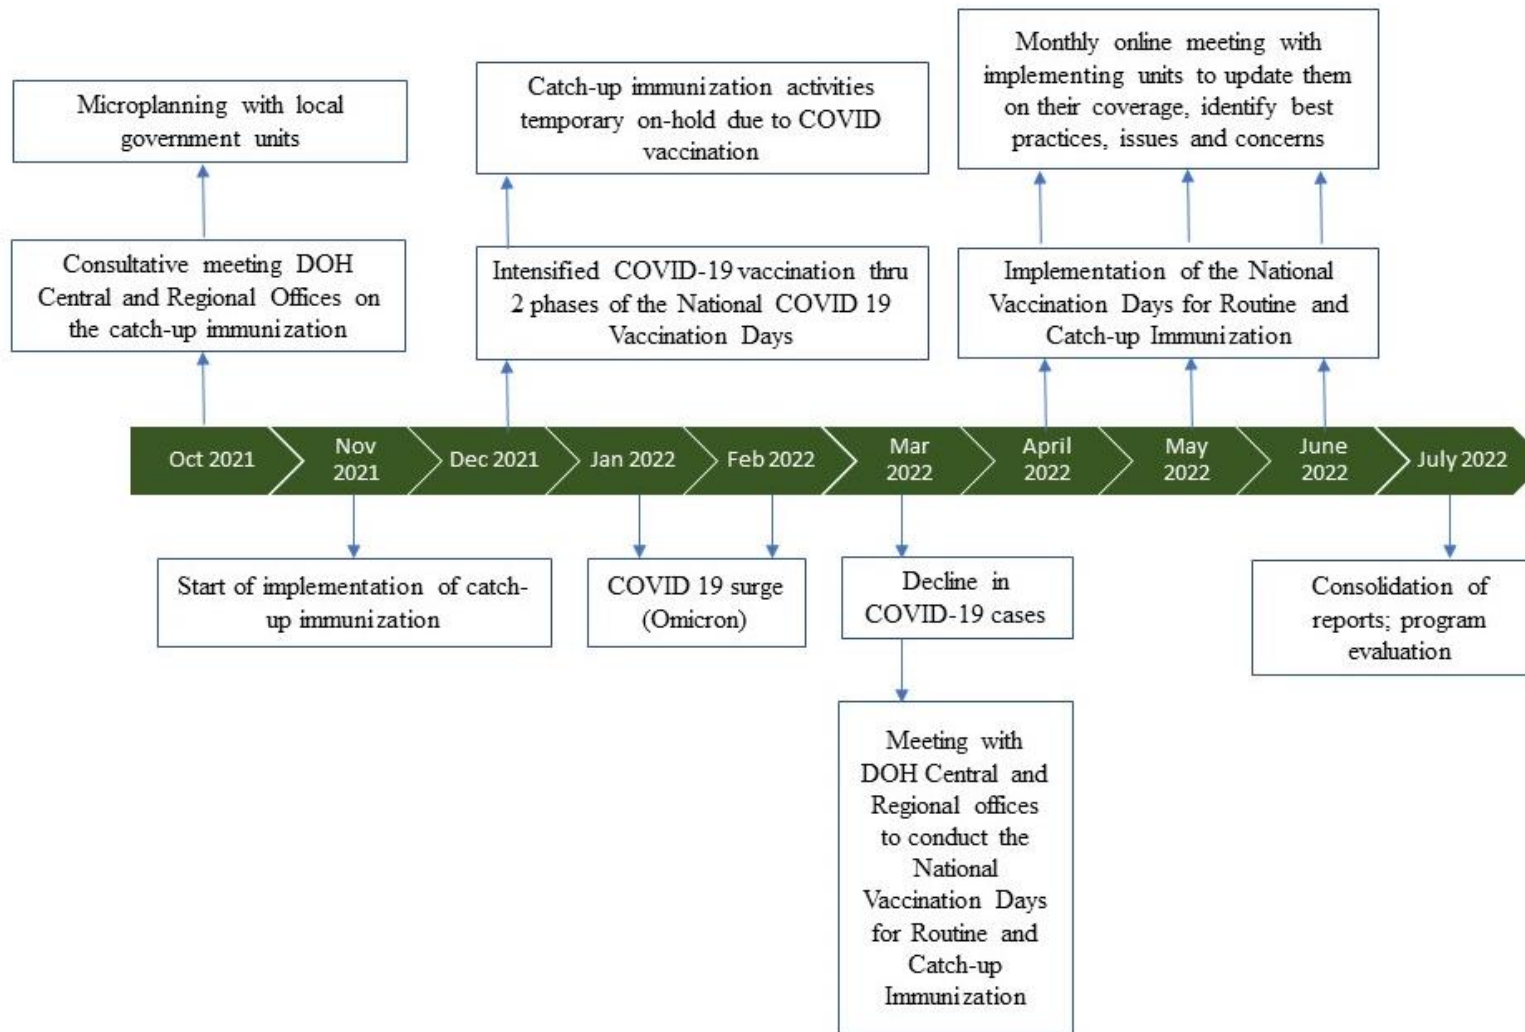 Microplanning with local
government units
Catch-up immunization activities
temporary on-hold due to COVID
vaccination
Monthly online meeting with
implementing units to update them
on their coverage, identify best
practices, issues and concerns
Consultative meeting DOH
Central and Regional Offices on
the catch-up immunization
Intensified COVID-19 vaccination thru
2 phases of the National COVID 19
Vaccination Days
Implementation of the National
Vaccination Days for Routine and
Catch-up Immunization
Oct 2021
Nov
2021
Dec 2021
Jan 2022
Feb 2022
Mar
2022
April
2022
May
2022
June
2022
July 2022
Start of implementation of catch-
up immunization
COVID 19 surge
(Omicron)
Decline in
COVID-19 cases
Consolidation of
reports; program
evaluation
Meeting with
DOH Central and
Regional offices
to conduct the
National
Vaccination Days
for Routine and
Catch-up
Immunization